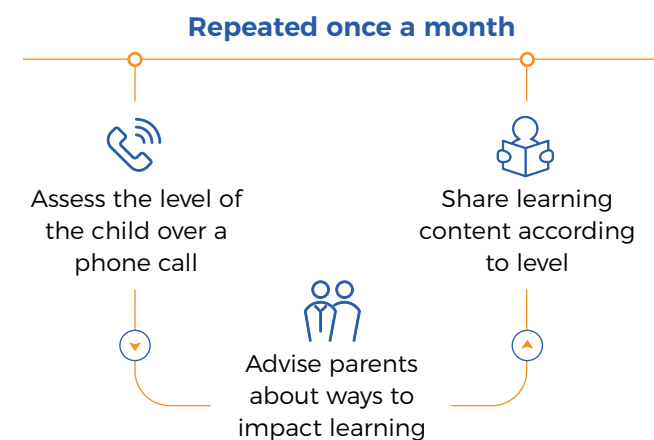 Repeated once a month
Assess the level of
the child over a
phone call
Advise parents
about ways to
impact learning
Share learning
content according
to level